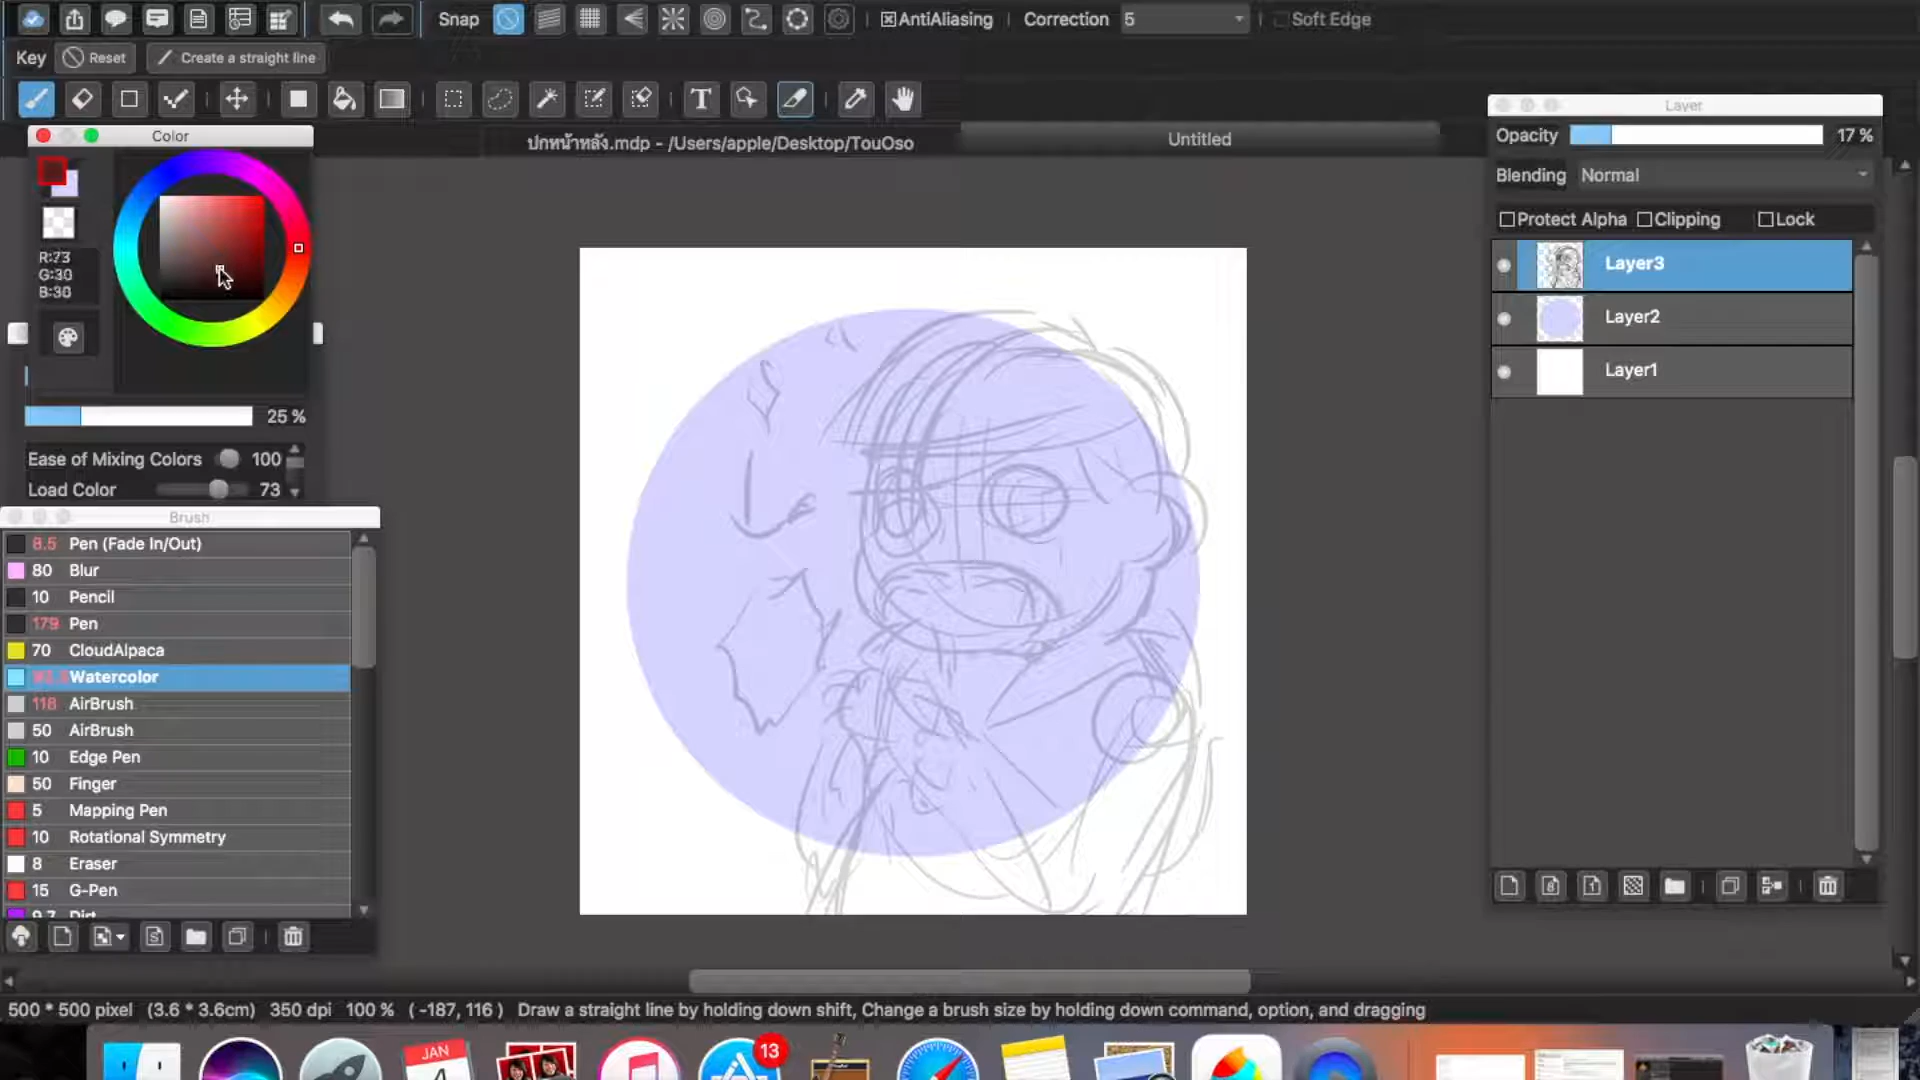 Snap AntiAliasing Correction 5 Soft Edge
Key Reset Create a straight line
T
Color
ปกหน้าหลัง.mdp - /Users/apple/Desktop/TouOso
Untitled
Layer
Opacity 17 %
Blending Normal
Protect Alpha Clipping Lock
Layer3
Layer2
Layer1
R:73
G:30
B:30
25 %
Ease of Mixing Colors 100
Load Color 73
Brush
8.5 Pen (Fade In/Out)
80 Blur
10 Pencil
179 Pen
70 CloudAlpaca
Watercolor
118 AirBrush
50 AirBrush
10 Edge Pen
50 Finger
5 Mapping Pen
10 Rotational Symmetry
8 Eraser
15 G-Pen
9.7 Dirt
500 * 500 pixel (3.6 * 3.6cm) 350 dpi 100 % ( -187, 116 ) Draw a straight line by holding down shift, Change a brush size by holding down command, option, and dragging
JAN
4
13